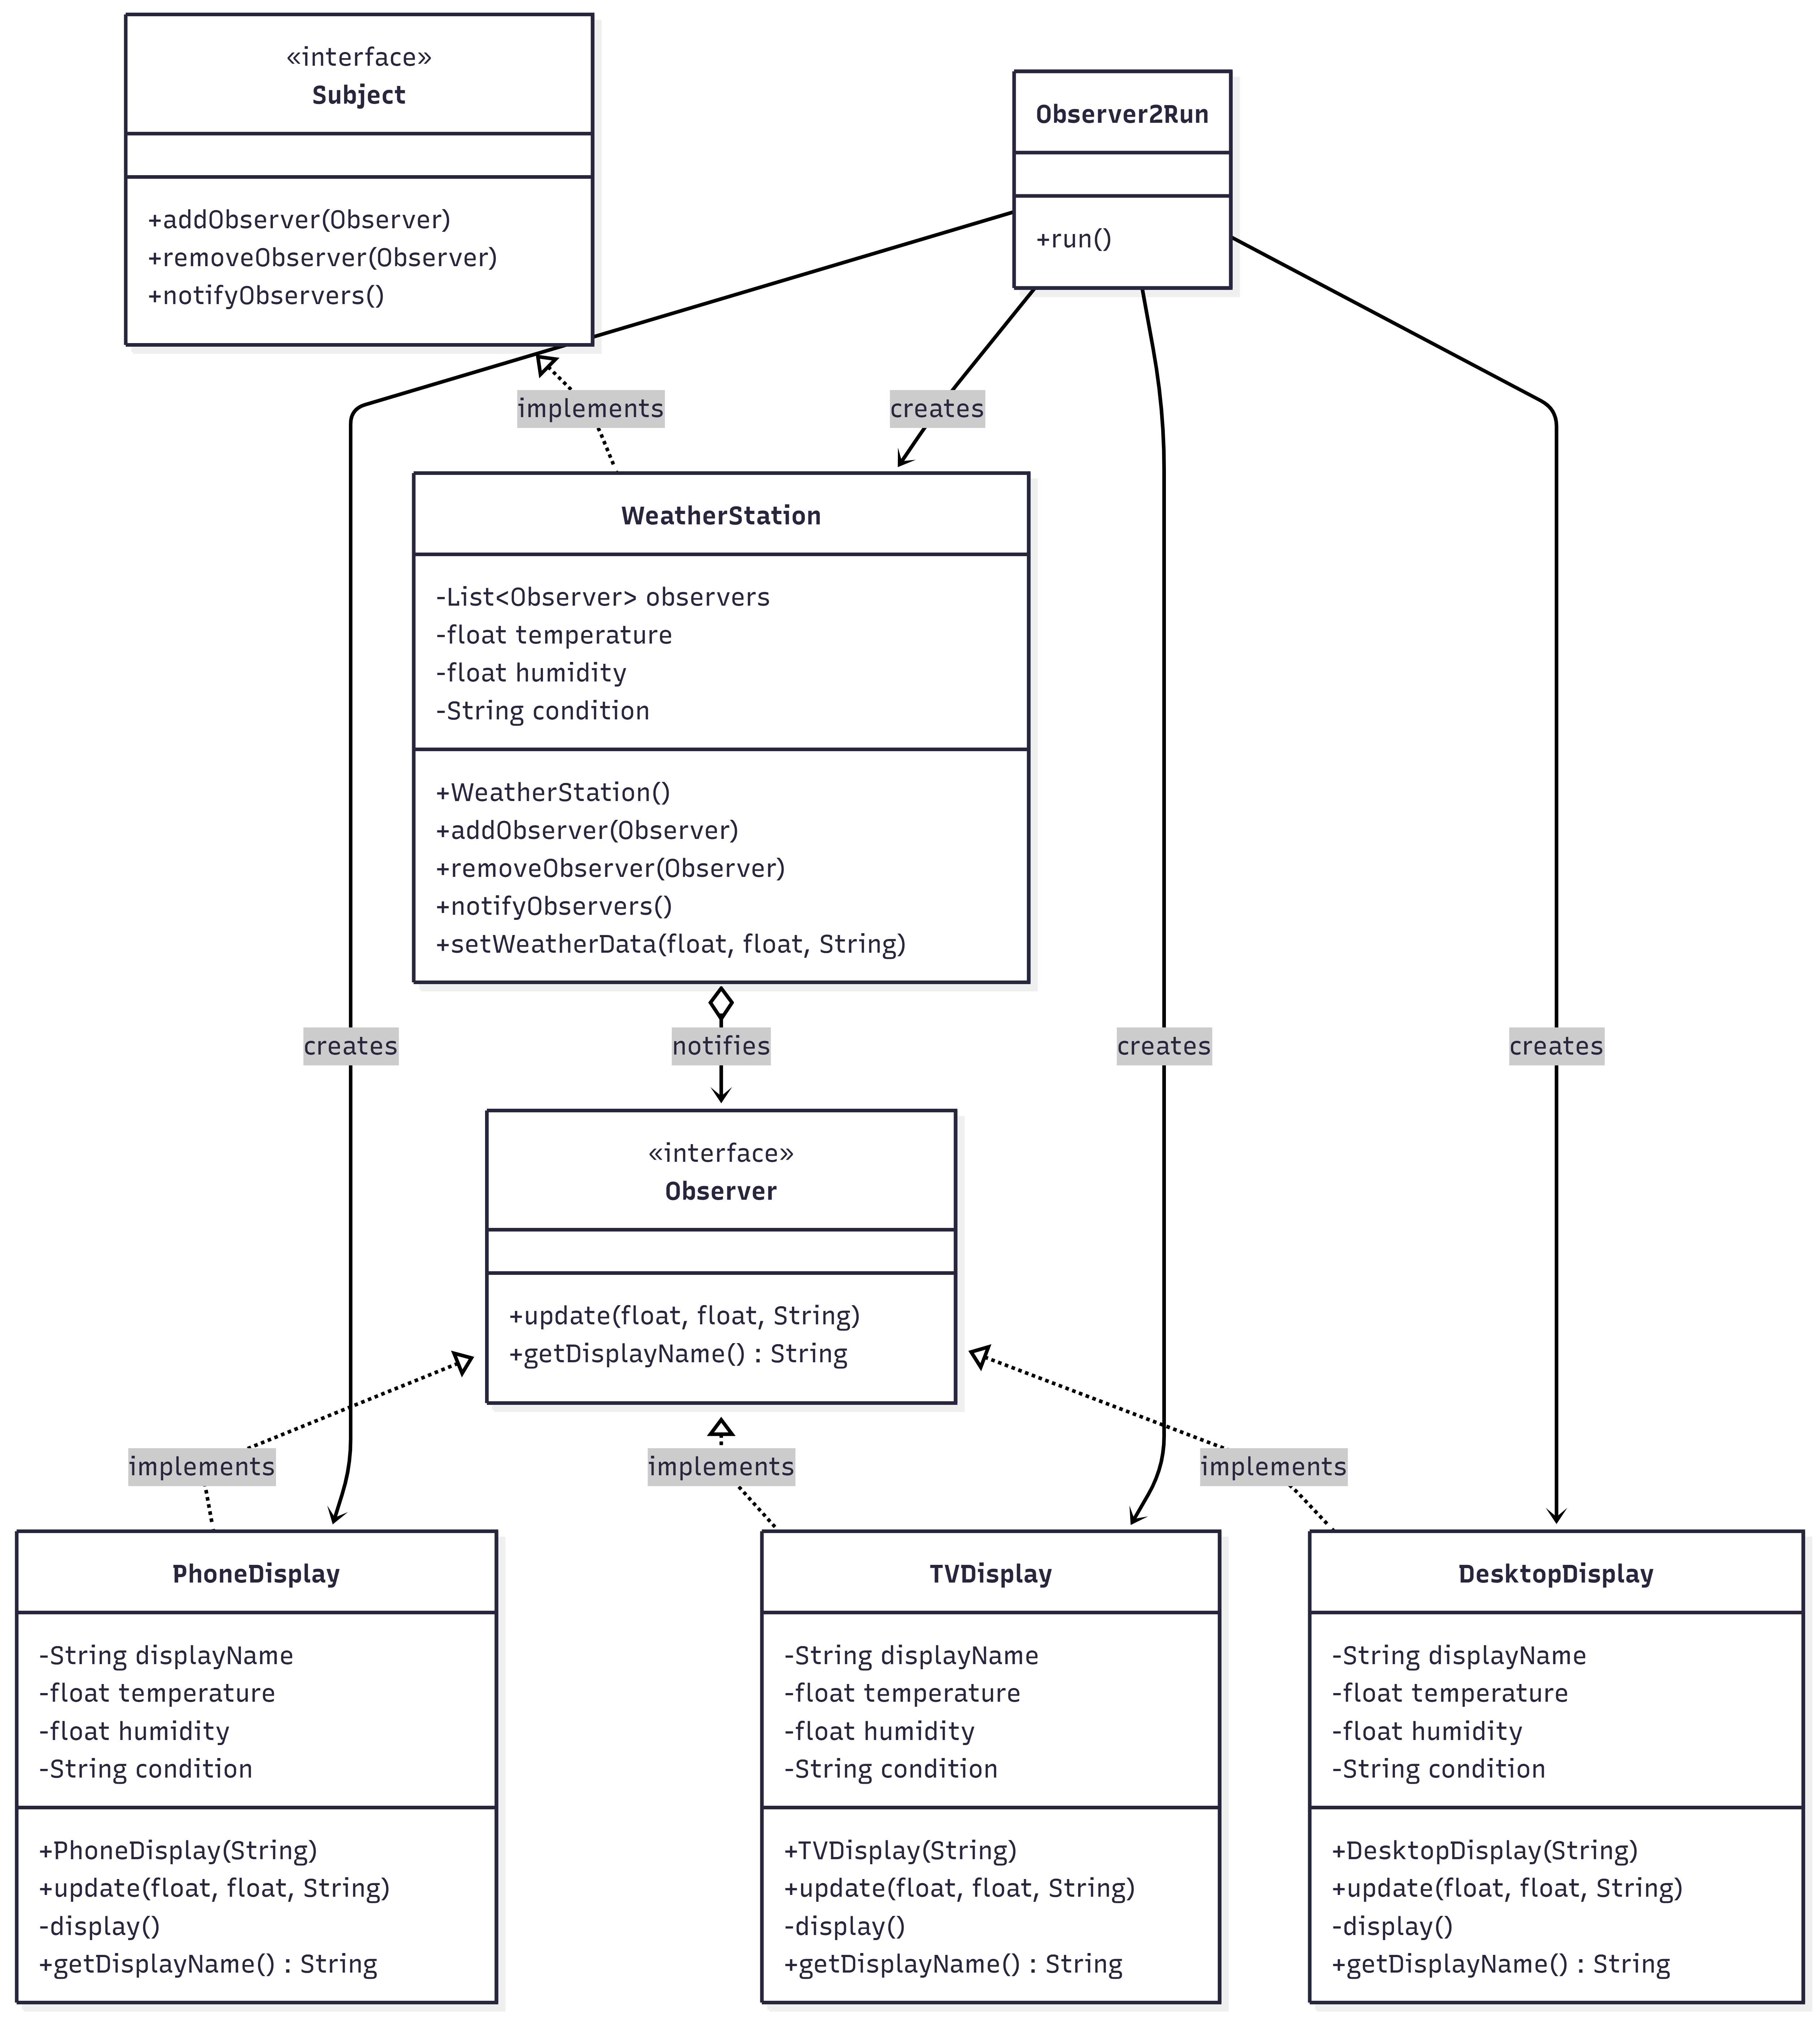 «interface»
Subject
+addObserver(Observer)
+removeObserver(Observer)
+notifyObservers()
Observer2Run
+run()
implements
creates
WeatherStation
-List<Observer> observers
-float temperature
-float humidity
-String condition
+WeatherStation()
+addObserver(Observer)
+removeObserver(Observer)
+notifyObservers()
+setWeatherData(float, float, String)
creates
notifies
creates
creates
«interface»
Observer
+update(float, float, String)
+getDisplayName() : String
implements
implements
implements
PhoneDisplay
-String displayName
-float temperature
-float humidity
-String condition
+PhoneDisplay(String)
+update(float, float, String)
-display()
+getDisplayName() : String
TVDisplay
-String displayName
-float temperature
-float humidity
-String condition
+TVDisplay(String)
+update(float, float, String)
-display()
+getDisplayName() : String
DesktopDisplay
-String displayName
-float temperature
-float humidity
-String condition
+DesktopDisplay(String)
+update(float, float, String)
-display()
+getDisplayName() : String